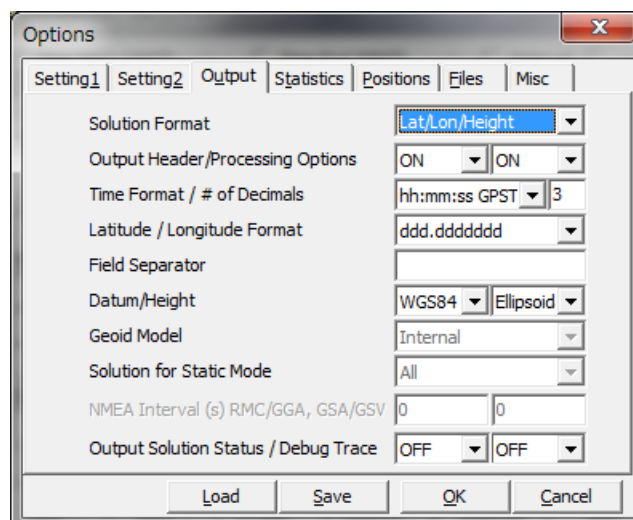 Options
Setting1 Setting2 Output Statistics Positions Files Misc
Solution Format Lat/Lon/Height
Output Header/Processing Options ON ON
Time Format / # of Decimals hh:mm:ss GPST 3
Latitude / Longitude Format ddd.ddddddd
Field Separator
Datum/Height WGS84 Ellipsoid
Geoid Model Internal
Solution for Static Mode All
NMEA Interval (s) RMC/GGA, GSA/GSV 0 0
Output Solution Status / Debug Trace OFF OFF
Load Save OK Cancel